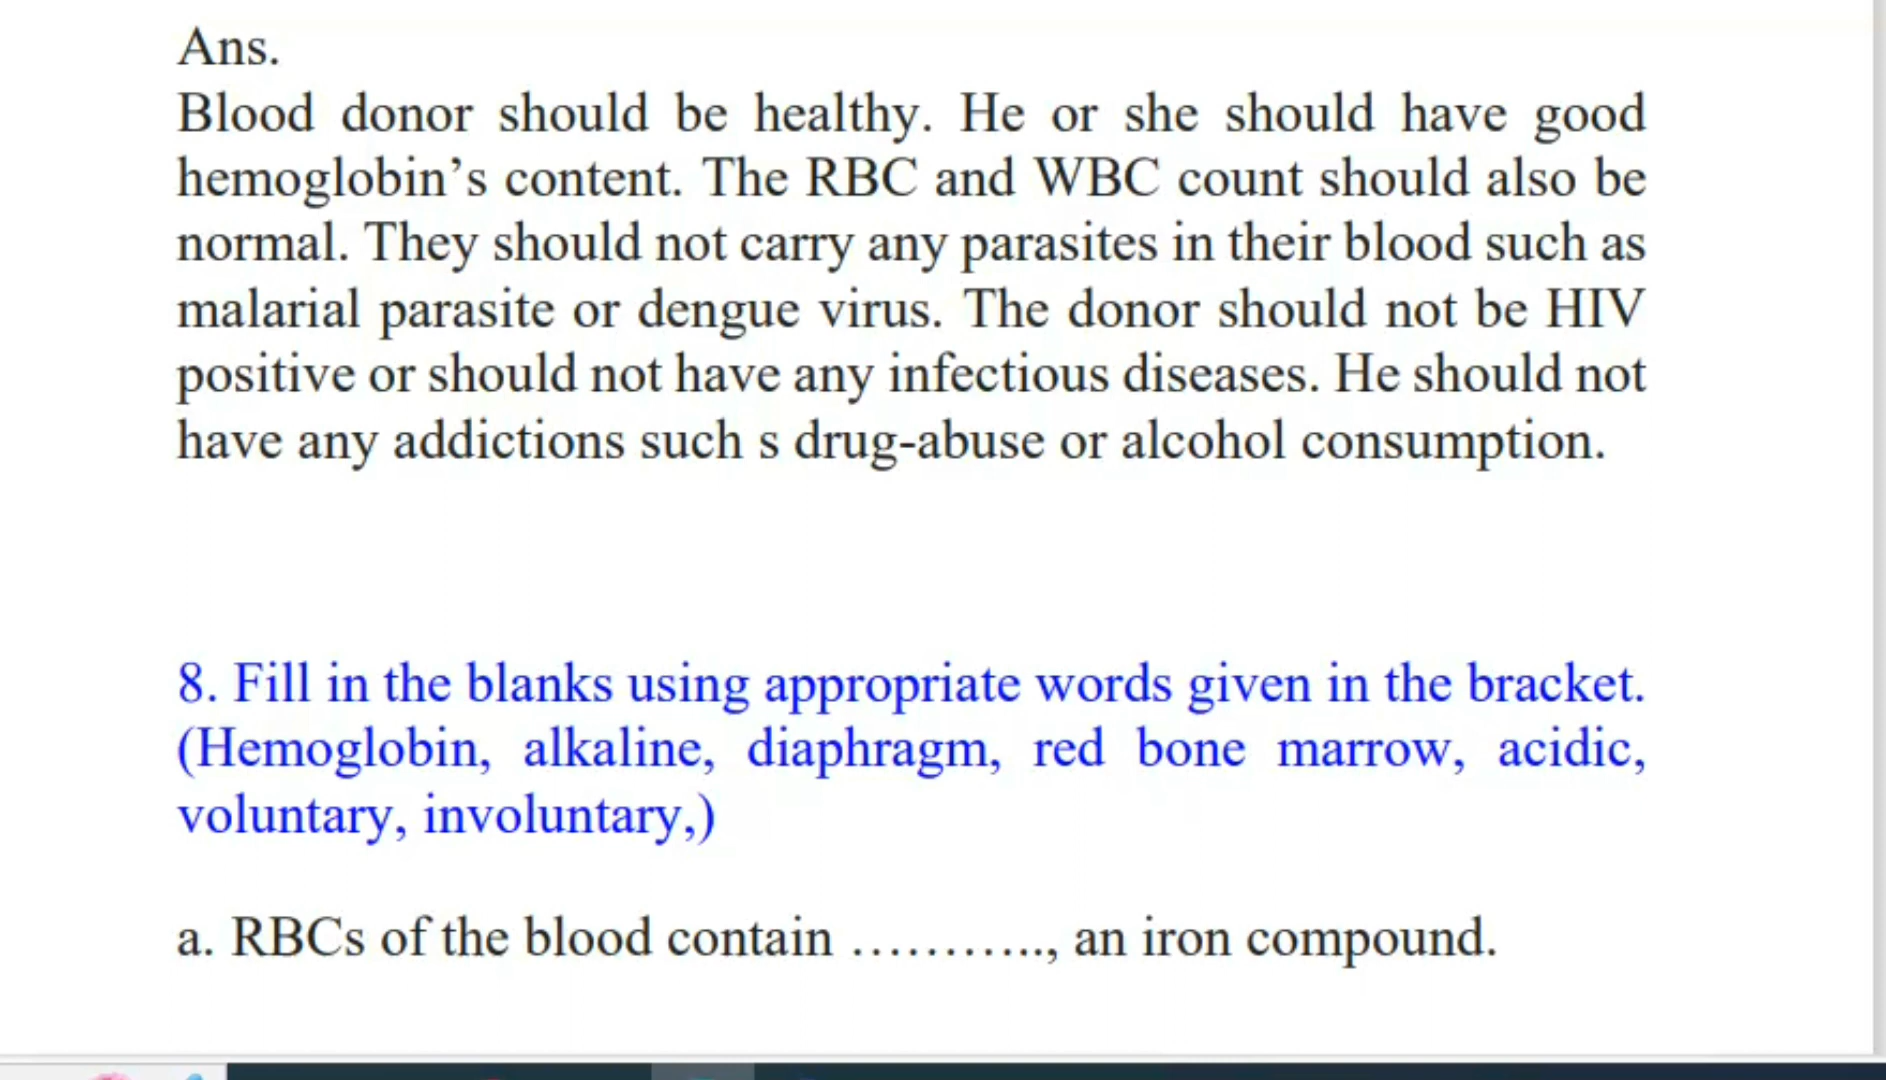 Ans.
Blood donor should be healthy. He or she should have good
hemoglobin’s content. The RBC and WBC count should also be
normal. They should not carry any parasites in their blood such as
malarial parasite or dengue virus. The donor should not be HIV
positive or should not have any infectious diseases. He should not
have any addictions such s drug-abuse or alcohol consumption.
8. Fill in the blanks using appropriate words given in the bracket.
(Hemoglobin, alkaline, diaphragm, red bone marrow, acidic,
voluntary, involuntary,)
a. RBCs of the blood contain ……….., an iron compound.